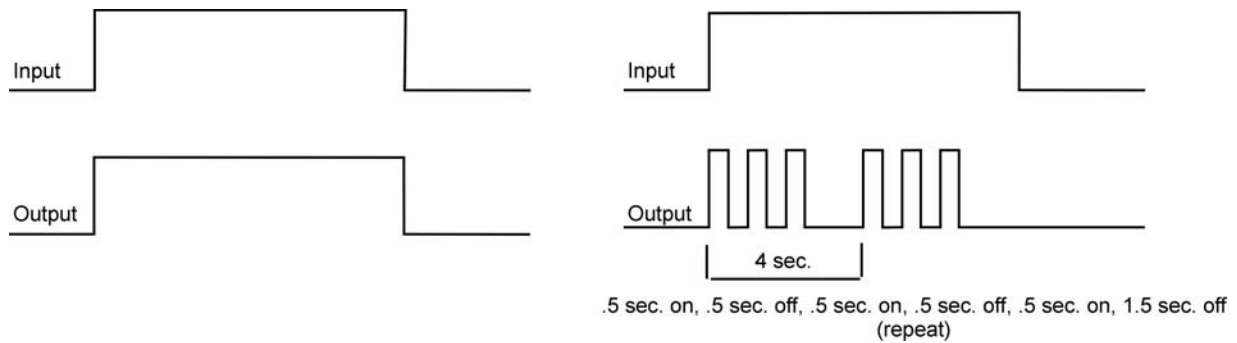 Input
Output
Input
Output
4 sec.
.5 sec. on, .5 sec. off, .5 sec. on, .5 sec. off, .5 sec. on, 1.5 sec. off
(repeat)